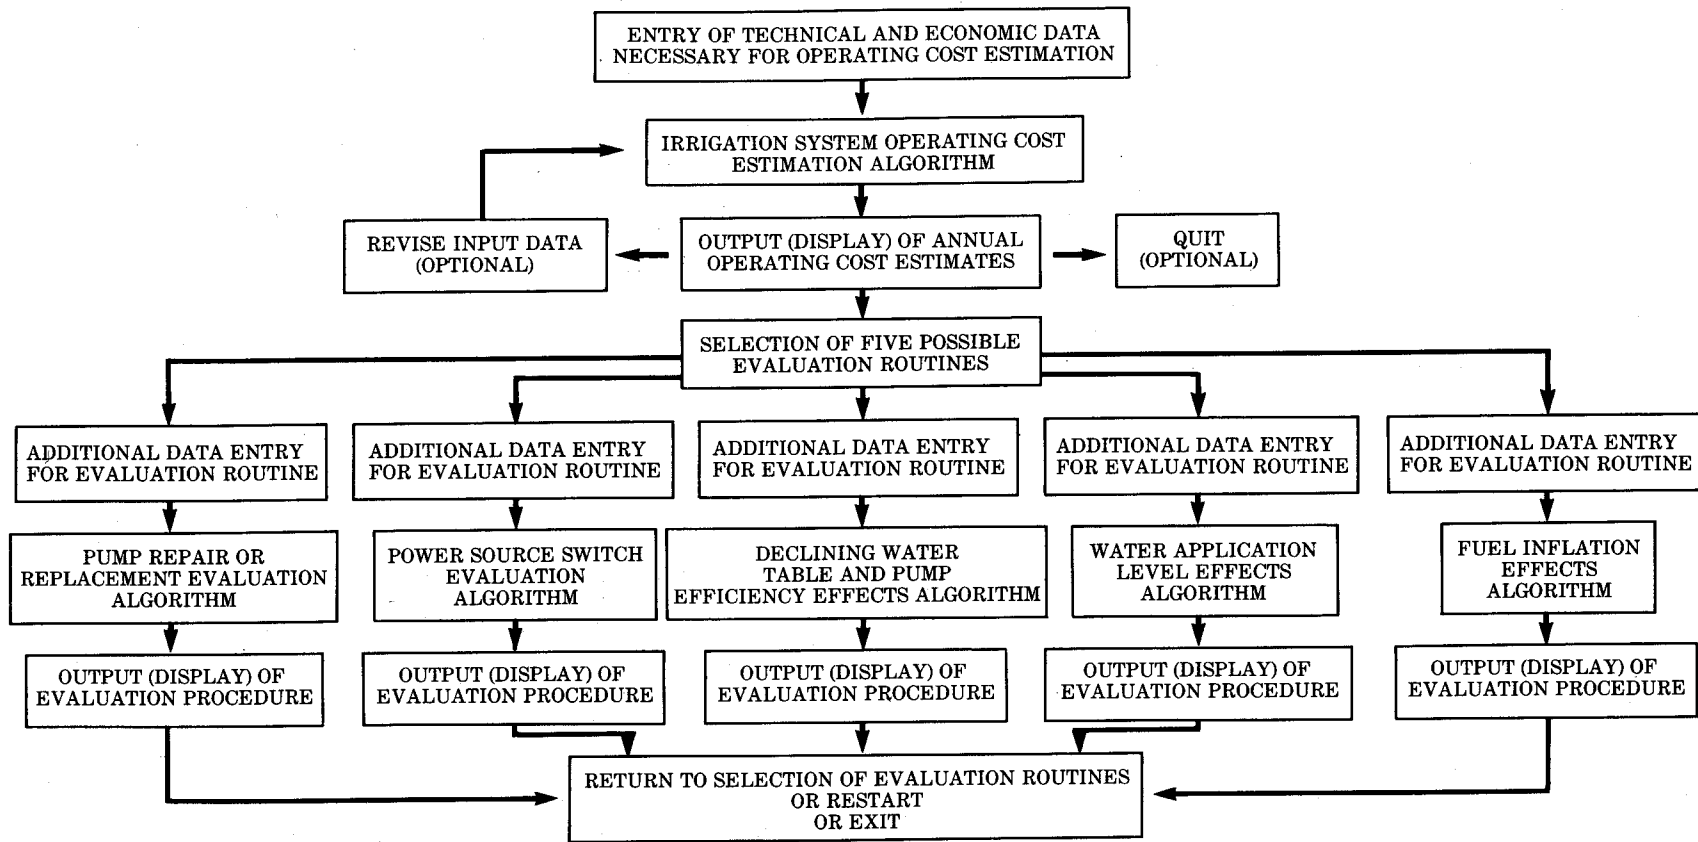 ENTRY OF TECHNICAL AND ECONOMIC DATA
NECESSARY FOR OPERATING COST ESTIMATION
IRRIGATION SYSTEM OPERATING COST
ESTIMATION ALGORITHM
REVISE INPUT DATA
(OPTIONAL)
OUTPUT (DISPLAY) OF ANNUAL
OPERATING COST ESTIMATES
QUIT
(OPTIONAL)
SELECTION OF FIVE POSSIBLE
EVALUATION ROUTINES
ADDITIONAL DATA ENTRY
FOR EVALUATION ROUTINE
ADDITIONAL DATA ENTRY
FOR EVALUATION ROUTINE
ADDITIONAL DATA ENTRY
FOR EVALUATION ROUTINE
ADDITIONAL DATA ENTRY
FOR EVALUATION ROUTINE
ADDITIONAL DATA ENTRY
FOR EVALUATION ROUTINE
PUMP REPAIR OR
REPLACEMENT EVALUATION
ALGORITHM
POWER SOURCE SWITCH
EVALUATION
ALGORITHM
DECLINING WATER
TABLE AND PUMP
EFFICIENCY EFFECTS ALGORITHM
WATER APPLICATION
LEVEL EFFECTS
ALGORITHM
FUEL INFLATION
EFFECTS
ALGORITHM
OUTPUT (DISPLAY) OF
EVALUATION PROCEDURE
OUTPUT (DISPLAY) OF
EVALUATION PROCEDURE
OUTPUT (DISPLAY) OF
EVALUATION PROCEDURE
OUTPUT (DISPLAY) OF
EVALUATION PROCEDURE
OUTPUT (DISPLAY) OF
EVALUATION PROCEDURE
RETURN TO SELECTION OF EVALUATION ROUTINES
OR RESTART
OR EXIT